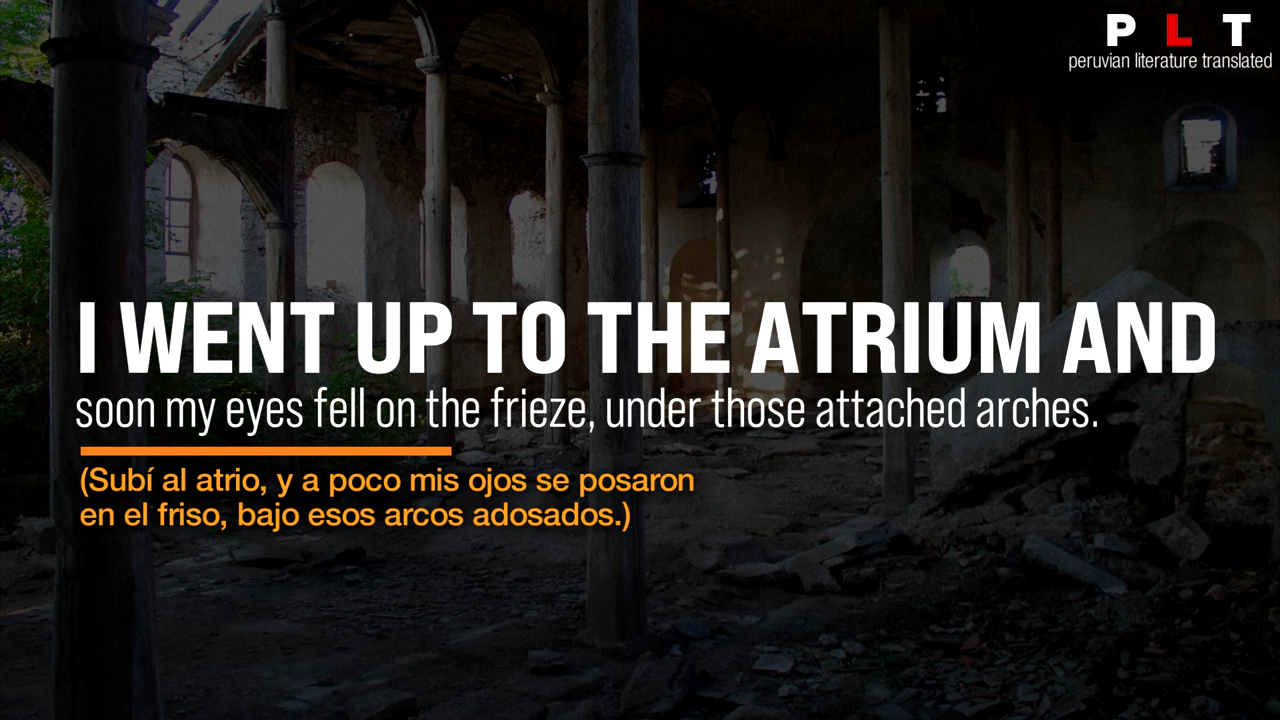 P L T
peruvian literature translated
I WENT UP TO THE ATRIUM AND
soon my eyes fell on the frieze, under those attached arches.
(Subí al atrio, y a poco mis ojos se posaron
en el friso, bajo esos arcos adosados.)